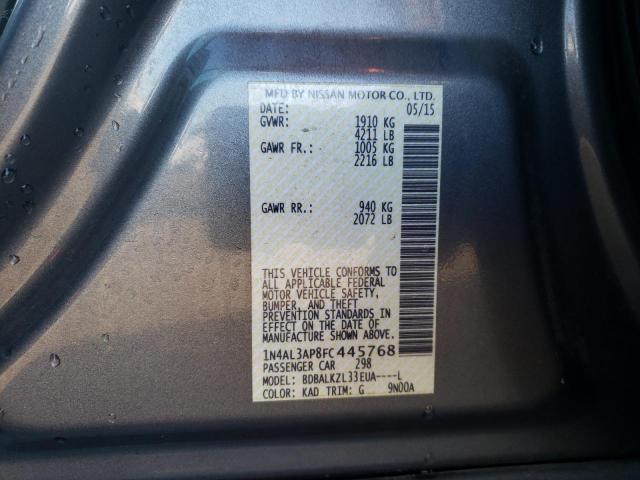 MFD BY NISSAN MOTOR CO., LTD.
DATE: 05/15
GVWR: 1910 KG
4211 LB
GAWR FR.: 1005 KG
2216 LB
GAWR RR.: 940 KG
2072 LB
THIS VEHICLE CONFORMS TO
ALL APPLICABLE FEDERAL
MOTOR VEHICLE SAFETY,
BUMPER, AND THEFT
PREVENTION STANDARDS IN
EFFECT ON THE DATE OF
MANUFACTURE SHOWN ABOVE.
1N4AL3AP8FC445768
PASSENGER CAR 298
MODEL: BDBALKZL33EUA----L
COLOR: KAD TRIM: G 9N00A